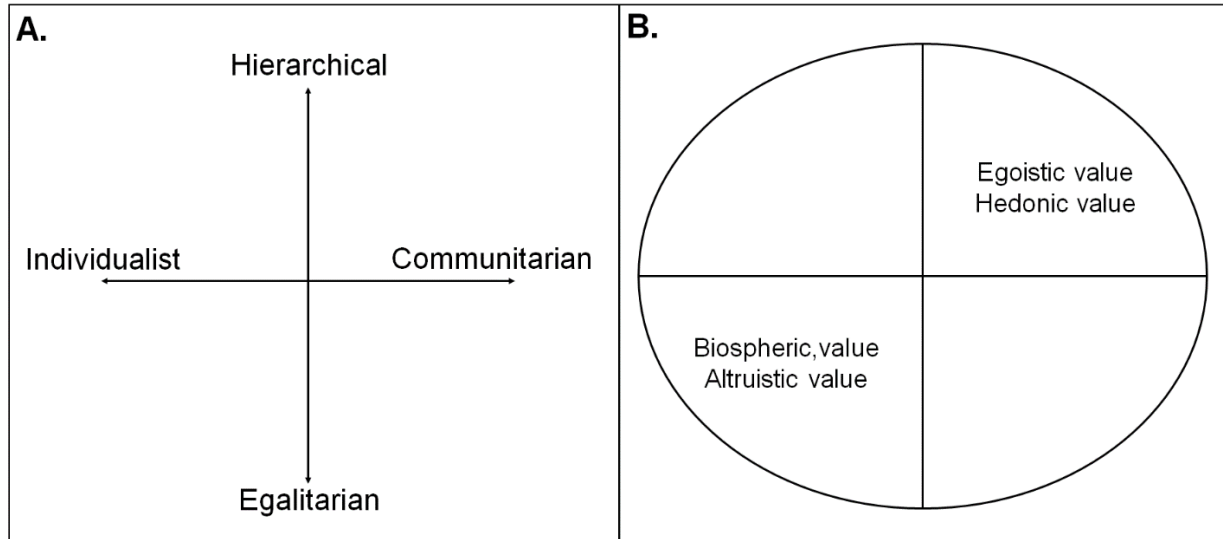 A.
Hierarchical
Individualist
Communitarian
Egalitarian
B.
Egoistic value
Hedonic value
Biospheric,value
Altruistic value